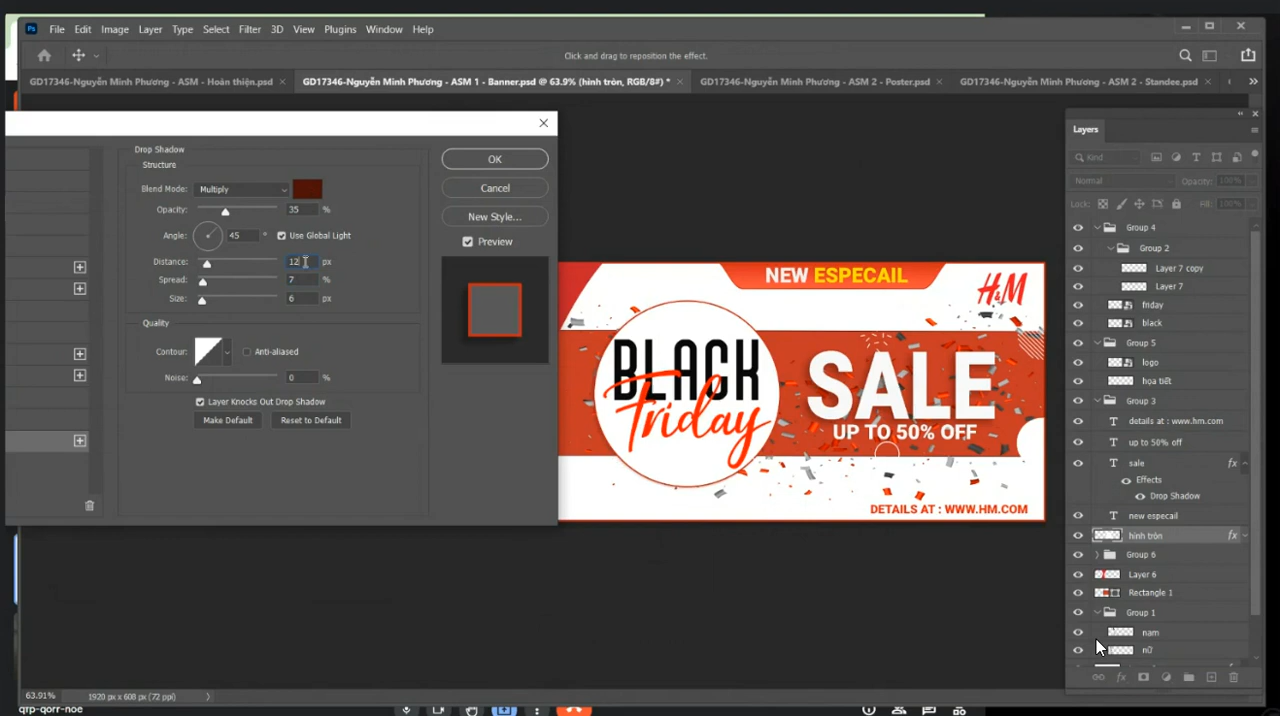 Ps File Edit Image Layer Type Select Filter 3D View Plugins Window Help
Click and drag to reposition the effect.
GD17346-Nguyễn Minh Phương - ASM - Hoàn thiện.psd × GD17346-Nguyễn Minh Phương - ASM 1 - Banner.psd @ 63.9% (hình tròn, RGB/8#) * × GD17346-Nguyễn Minh Phương - ASM 2 - Poster.psd × GD17346-Nguyễn Minh Phương - ASM 2 - Standee.psd ×
Drop Shadow
Structure
Blend Mode: Multiply
Opacity: 35 %
Angle: 45 ° Use Global Light
Distance: 12 px
Spread: 7 %
Size: 6 px
Quality
Contour: Anti-aliased
Noise: 0 %
Layer Knocks Out Drop Shadow
Make Default Reset to Default
OK
Cancel
New Style...
Preview
NEW ESPECAIL
H&M
BLACK
Friday
SALE
UP TO 50% OFF
DETAILS AT : WWW.HM.COM
Layers
Kind
Normal Opacity: 100%
Lock: Fill: 100%
Group 4
Group 2
Layer 7 copy
Layer 7
friday
black
Group 5
logo
họa tiết
Group 3
details at : www.hm.com
up to 50% off
sale fx
Effects
Drop Shadow
new especail
hình tròn fx
Group 6
Layer 6
Rectangle 1
Group 1
nam
nữ
63.91% 1920 px x 608 px (72 ppi)
qfp-qorr-hoe